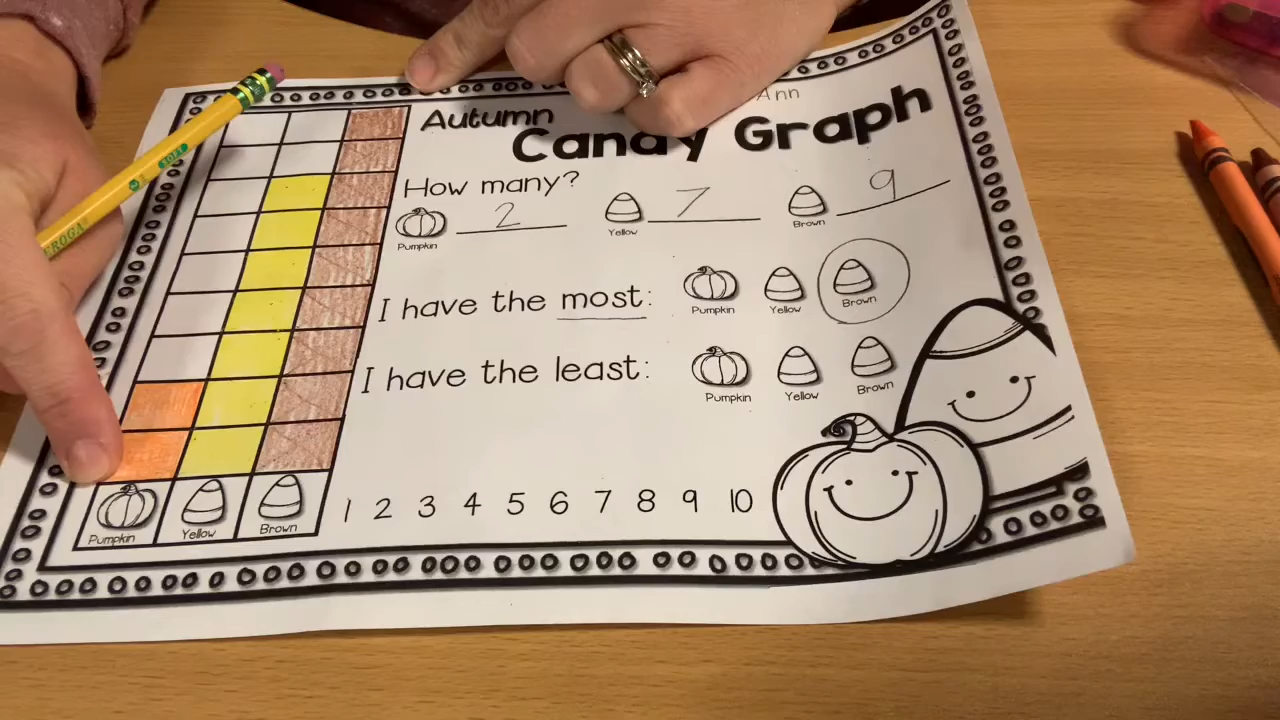 Ann
Autumn
Candy Graph
How many?
2 7 9
Pumpkin Yellow Brown
I have the most:
Pumpkin Yellow Brown
I have the least:
Pumpkin Yellow Brown
1 2 3 4 5 6 7 8 9 10
Pumpkin Yellow Brown
SOFT